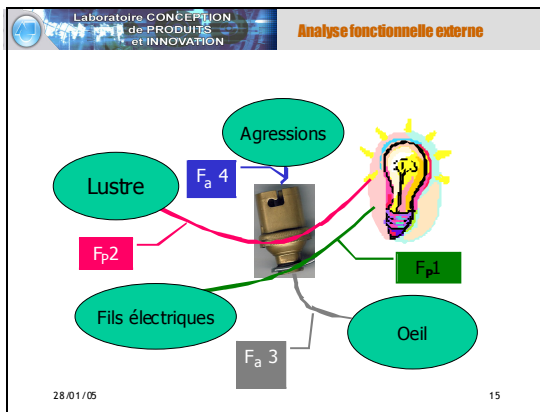 Laboratoire CONCEPTION
de PRODUITS
et INNOVATION
Analyse fonctionnelle externe
Agressions
Lustre
Fa 4
FP2
FP1
Fils électriques
Oeil
Fa 3
28/01/05
15